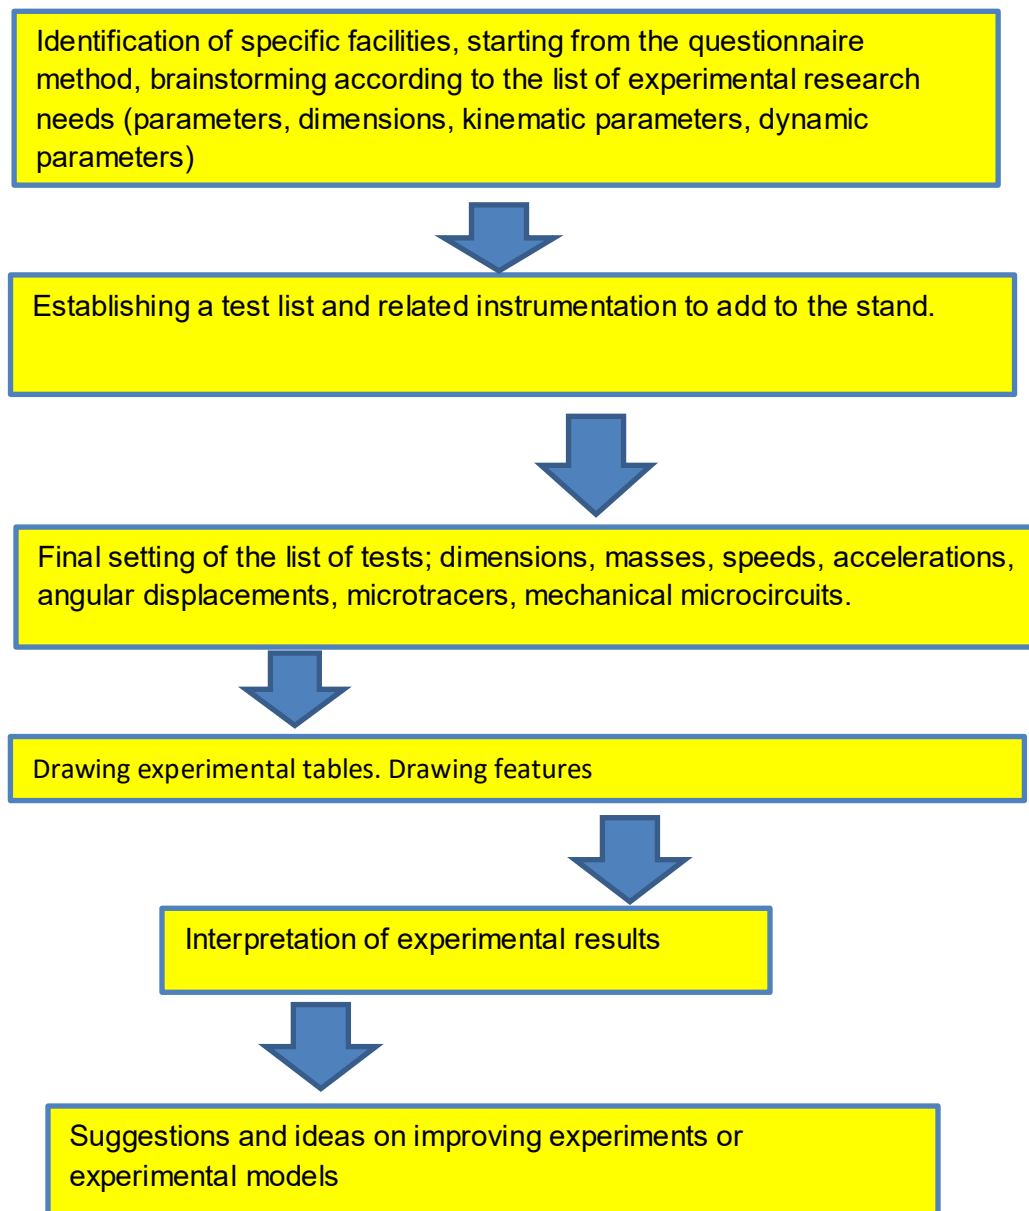 Identification of specific facilities, starting from the questionnaire
method, brainstorming according to the list of experimental research
needs (parameters, dimensions, kinematic parameters, dynamic
parameters)
Establishing a test list and related instrumentation to add to the stand.
Final setting of the list of tests; dimensions, masses, speeds, accelerations,
angular displacements, microtracers, mechanical microcircuits.
Drawing experimental tables. Drawing features
Interpretation of experimental results
Suggestions and ideas on improving experiments or
experimental models